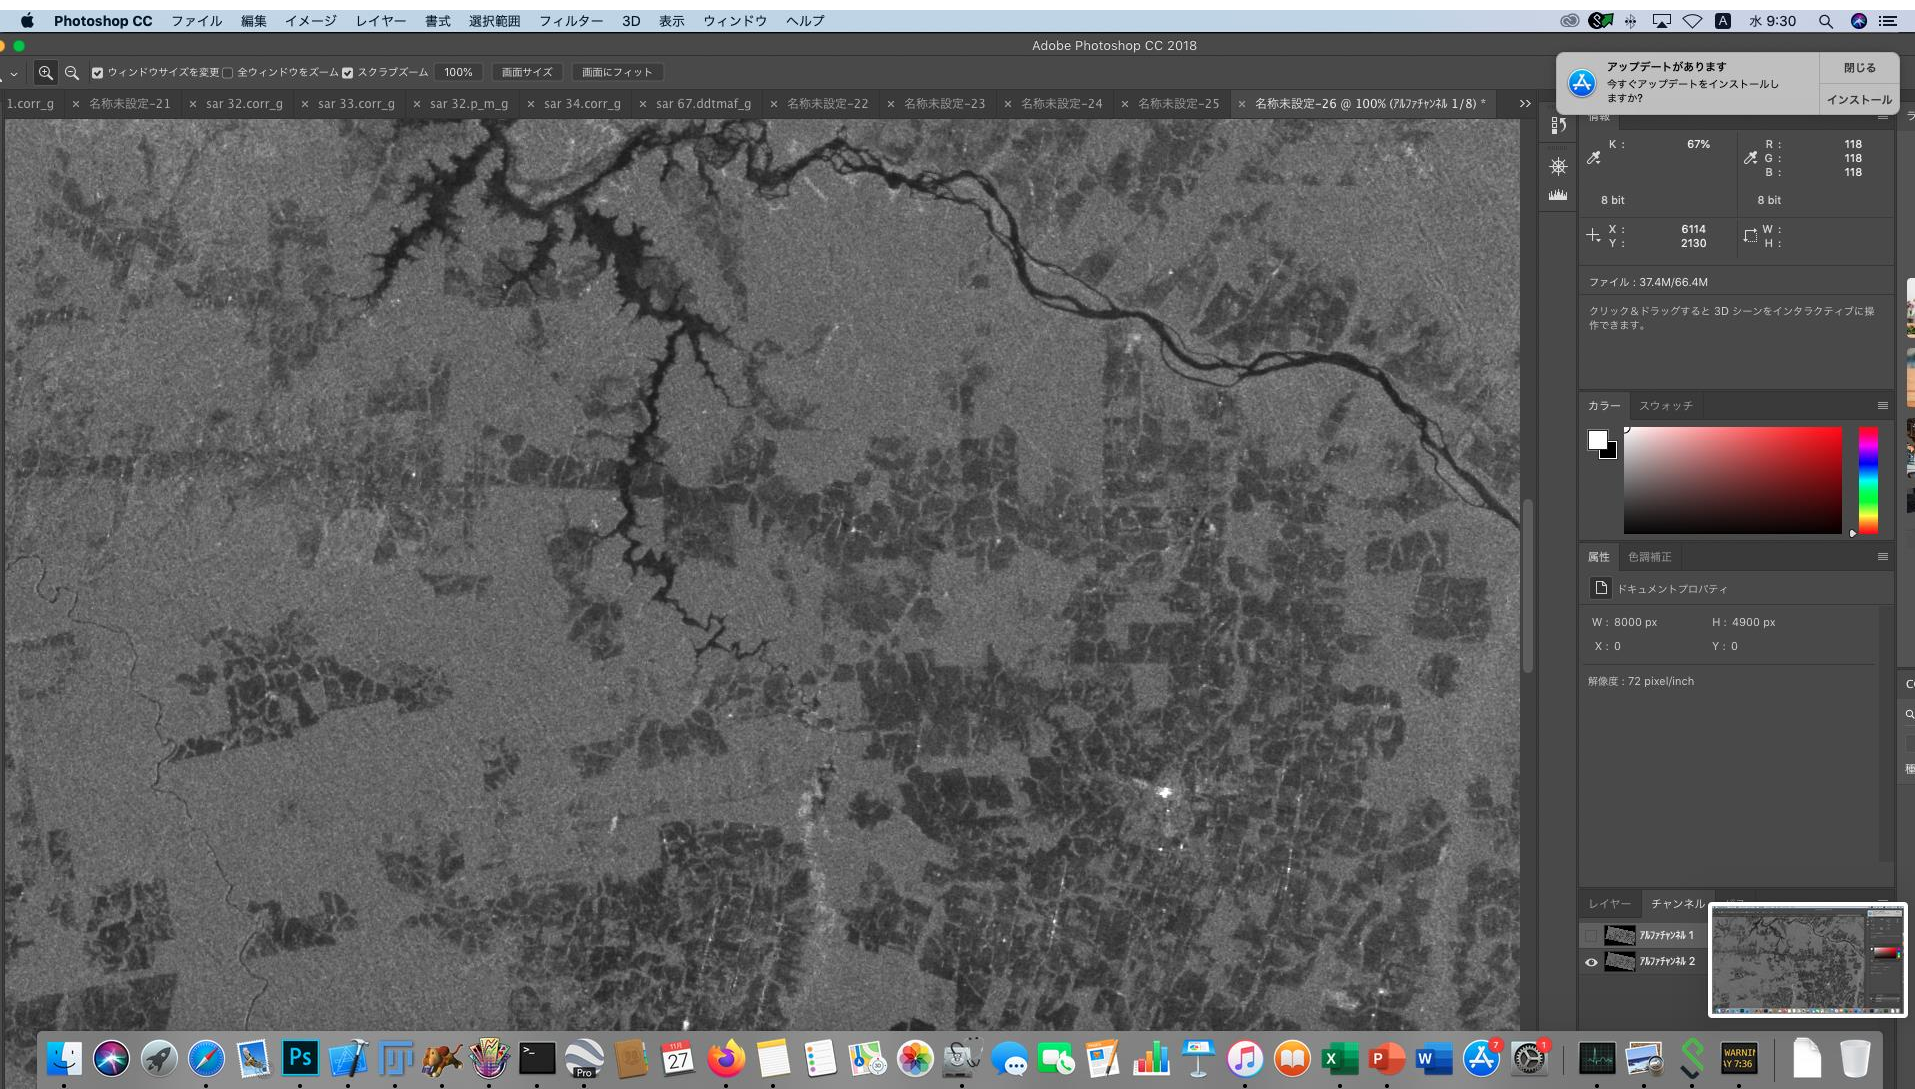 Photoshop CC ファイル 編集 イメージ レイヤー 書式 選択範囲 フィルター 3D 表示 ウィンドウ ヘルプ
A 水 9:30
Adobe Photoshop CC 2018
ウィンドウサイズを変更 全ウィンドウをズーム スクラブズーム 100% 画面サイズ 画面にフィット
アップデートがあります
今すぐアップデートをインストールし
ますか?
閉じる
インストール
1.corr_g × 名称未設定-21 × sar 32.corr_g × sar 33.corr_g × sar 32.p_m_g × sar 34.corr_g × sar 67.ddtmaf_g × 名称未設定-22 × 名称未設定-23 × 名称未設定-24 × 名称未設定-25 × 名称未設定-26 @ 100% (ｱﾙﾌｧﾁｬﾝﾈﾙ 1/8) * >>
情報
K : 67%
R : 118
G : 118
B : 118
8 bit 8 bit
X : 6114
Y : 2130
W :
H :
ファイル : 37.4M/66.4M
クリック＆ドラッグすると 3D シーンをインタラクティブに操
作できます。
カラー スウォッチ
属性 色調補正
ドキュメントプロパティ
W : 8000 px H : 4900 px
X : 0 Y : 0
解像度 : 72 pixel/inch
レイヤー チャンネル
ｱﾙﾌｧﾁｬﾝﾈﾙ 1
ｱﾙﾌｧﾁｬﾝﾈﾙ 2
Ps
Pro
11月
27
X
P
W
7
1
WARNIN
AY 7:36